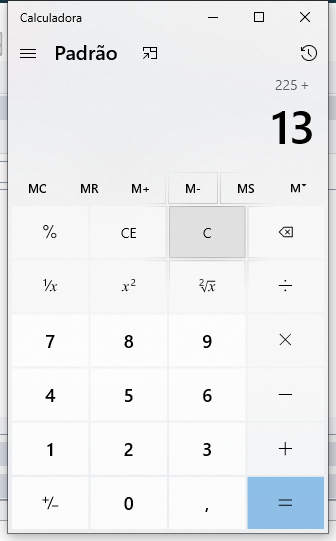 Calculadora
Padrão
225 +
13
MC MR M+ M- MS M˅
% CE C
¹/x x² ²√x ÷
7 8 9 ×
4 5 6 −
1 2 3 +
+/− 0 , =